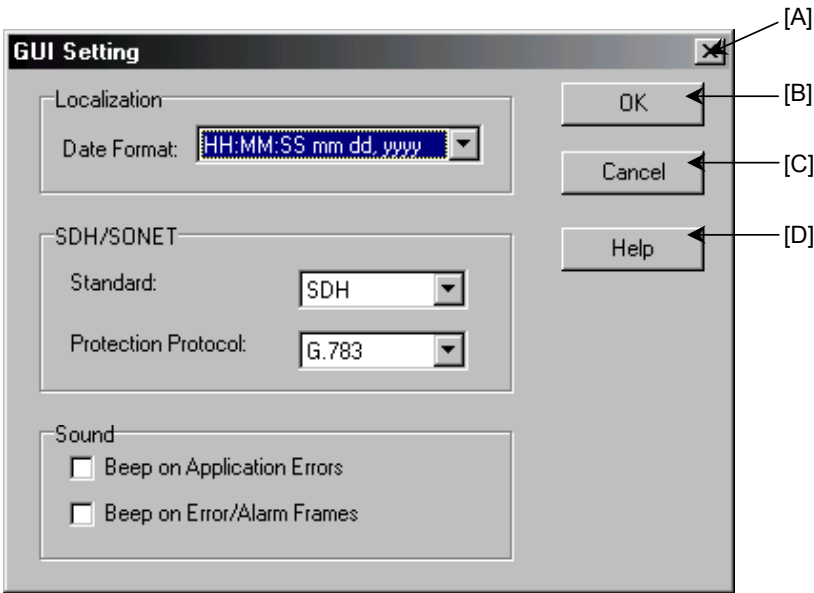 [A]
GUI Setting
Localization
OK
[B]
Date Format:
HH:MM:SS mm dd, yyyy
Cancel
[C]
SDH/SONET
Help
[D]
Standard:
SDH
Protection Protocol:
G.783
Sound
Beep on Application Errors
Beep on Error/Alarm Frames